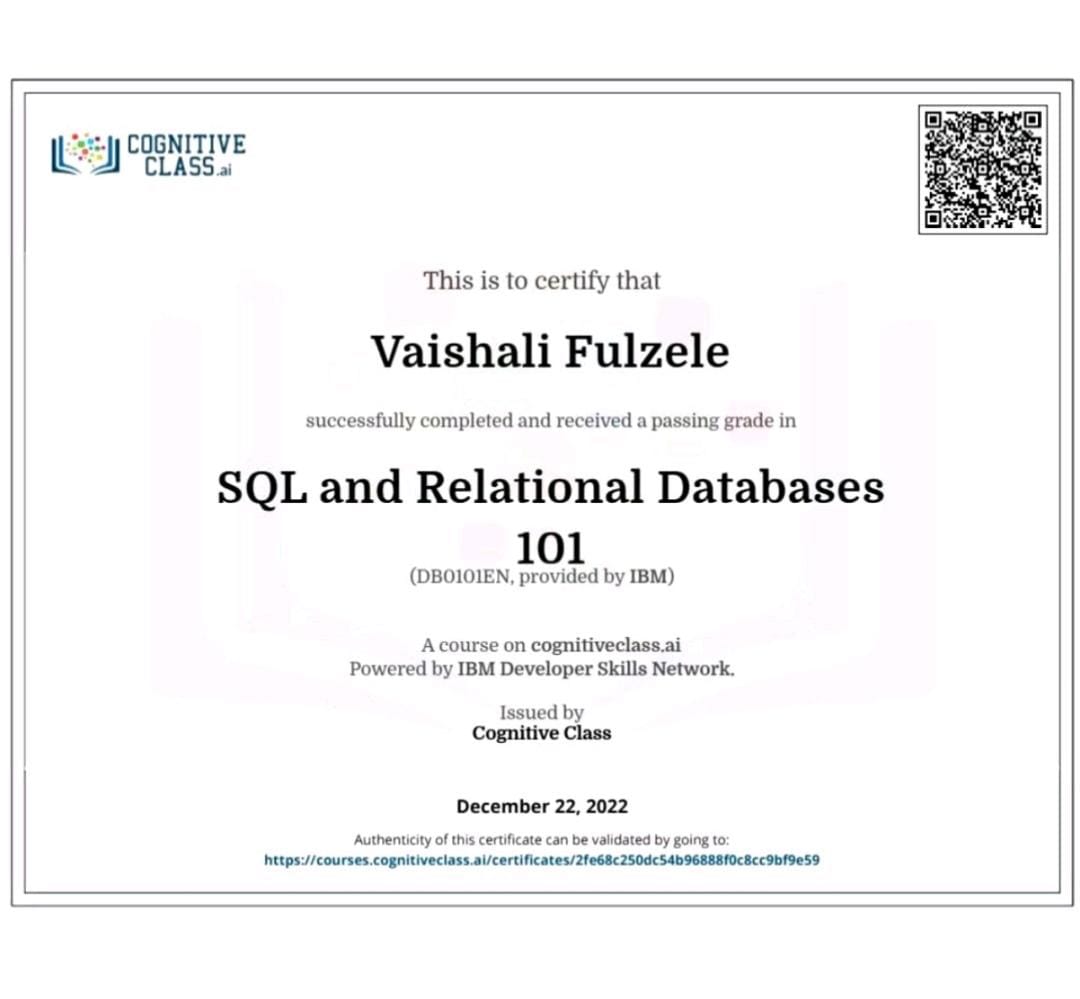 COGNITIVE
CLASS.ai
This is to certify that
Vaishali Fulzele
successfully completed and received a passing grade in
SQL and Relational Databases
101
(DB0101EN, provided by IBM)
A course on cognitiveclass.ai
Powered by IBM Developer Skills Network.
Issued by
Cognitive Class
December 22, 2022
Authenticity of this certificate can be validated by going to:
https://courses.cognitiveclass.ai/certificates/2fe68c250dc54b96888f0c8cc9bf9e59